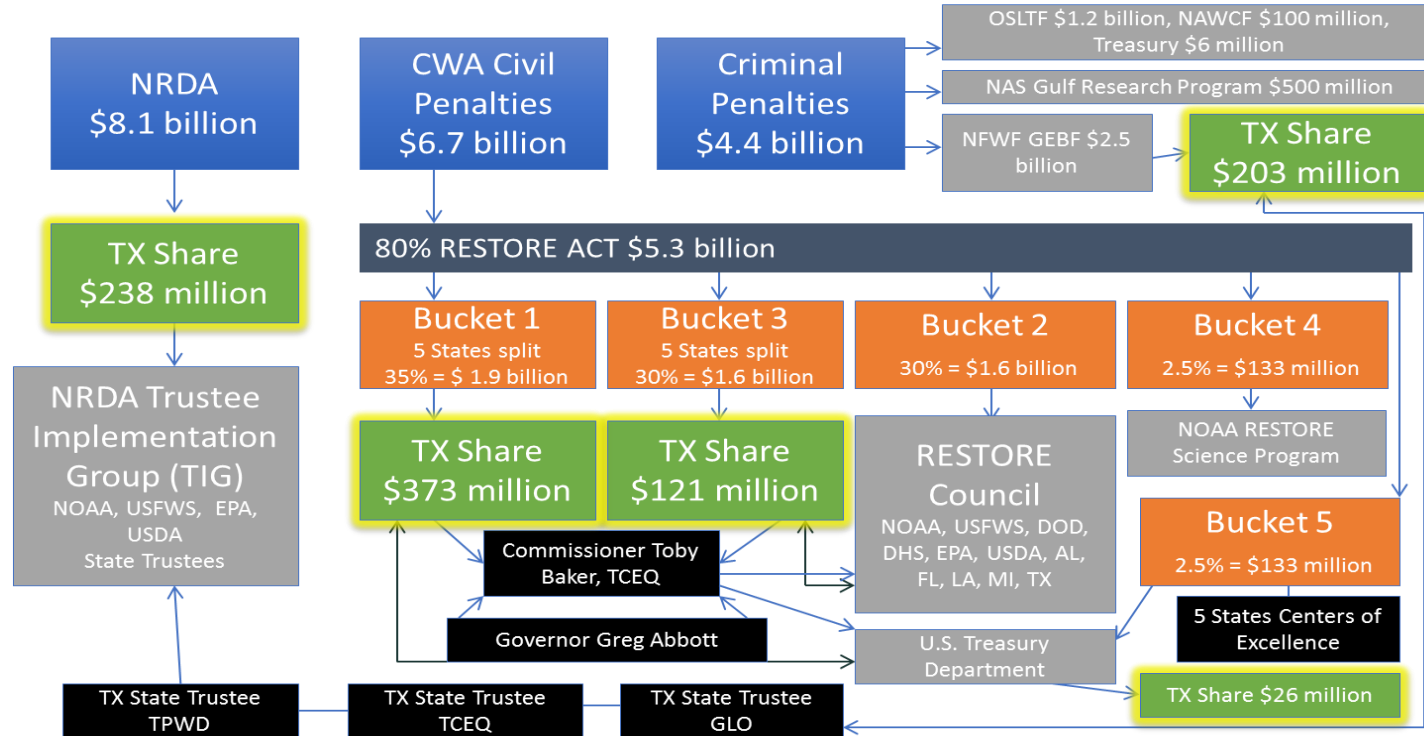 NRDA
$8.1 billion
CWA Civil
Penalties
$6.7 billion
Criminal
Penalties
$4.4 billion
OSLTF $1.2 billion, NAWCF $100 million,
Treasury $6 million
NAS Gulf Research Program $500 million
NFWF GEBF $2.5
billion
TX Share
$203 million
TX Share
$238 million
80% RESTORE ACT $5.3 billion
Bucket 1
5 States split
35% = $ 1.9 billion
Bucket 3
5 States split
30% = $1.6 billion
Bucket 2
30% = $1.6 billion
Bucket 4
2.5% = $133 million
NRDA Trustee
Implementation
Group (TIG)
NOAA, USFWS, EPA,
USDA
State Trustees
TX Share
$373 million
TX Share
$121 million
RESTORE
Council
NOAA, USFWS, DOD,
DHS, EPA, USDA, AL,
FL, LA, MI, TX
NOAA RESTORE
Science Program
Bucket 5
2.5% = $133 million
Commissioner Toby
Baker, TCEQ
Governor Greg Abbott
U.S. Treasury
Department
5 States Centers of
Excellence
TX Share $26 million
TX State Trustee
TPWD
TX State Trustee
TCEQ
TX State Trustee
GLO